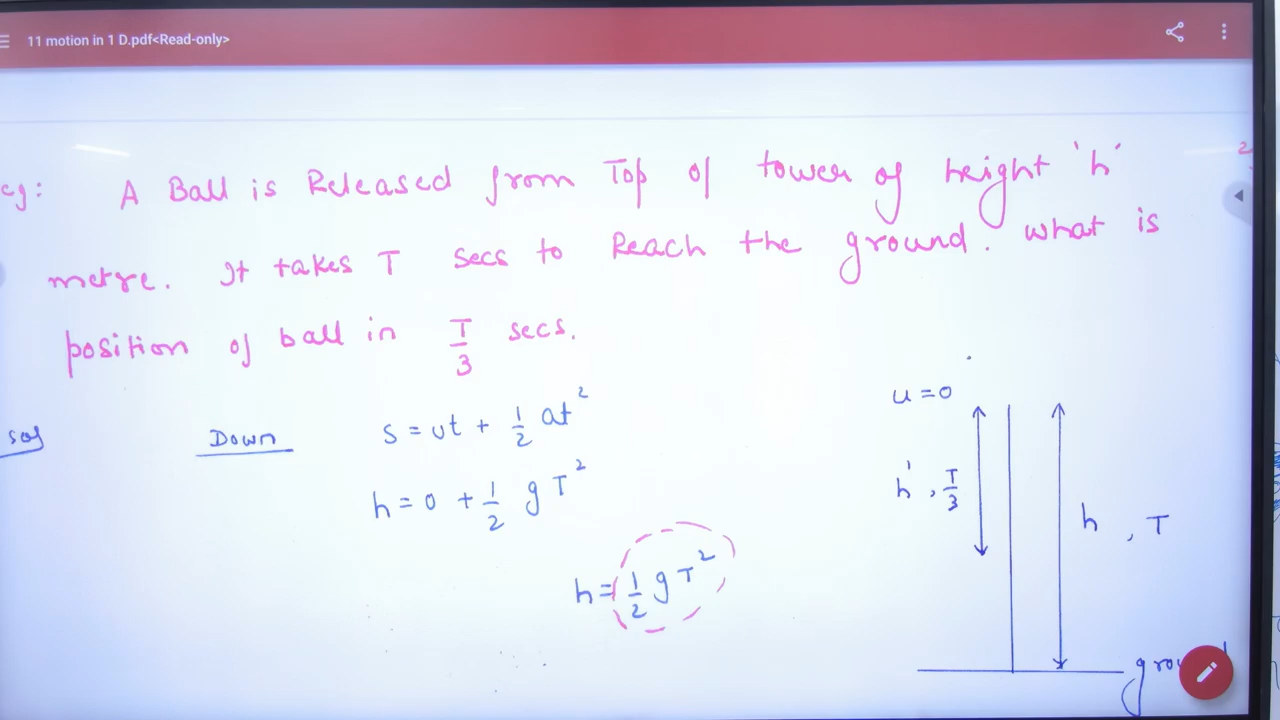 11 motion in 1 D.pdf<Read-only>
eg: A Ball is Released from Top of tower of height 'h'
metre. It takes T secs to Reach the ground. what is
position of ball in T/3 secs.
sol
Down
s = ut + 1/2 at²
h = 0 + 1/2 g T²
h = 1/2 g T²
u = 0
h', T/3
h, T
2